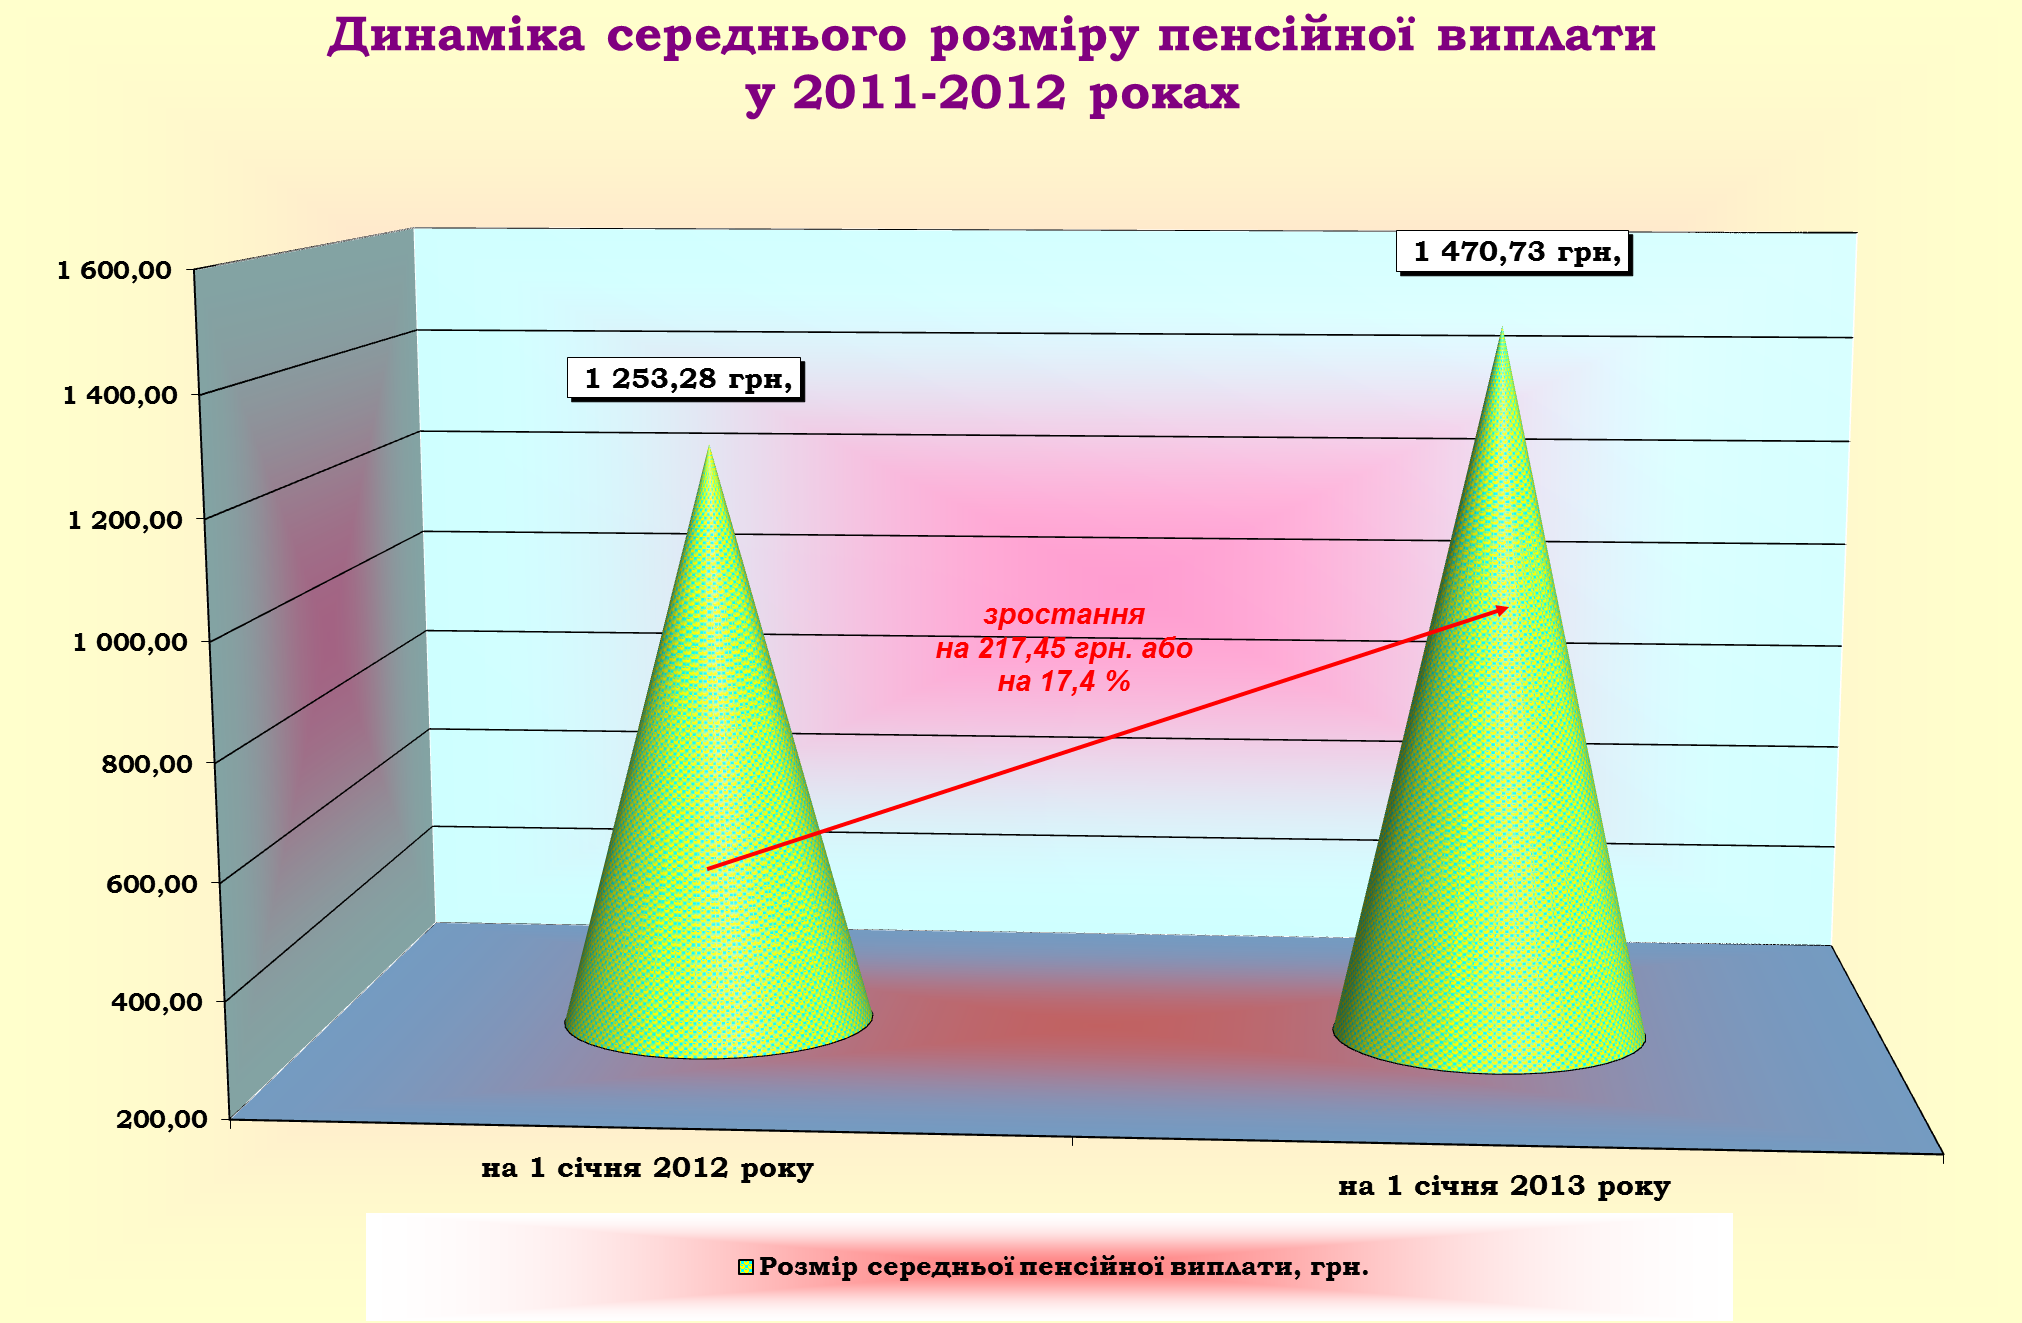 Динаміка середнього розміру пенсійної виплати
у 2011-2012 роках
1 470,73 грн,
1 600,00
1 253,28 грн,
1 400,00
1 200,00
зростання
на 217,45 грн. або
на 17,4 %
1 000,00
800,00
600,00
400,00
200,00
на 1 січня 2012 року
на 1 січня 2013 року
Розмір середньої пенсійної виплати, грн.